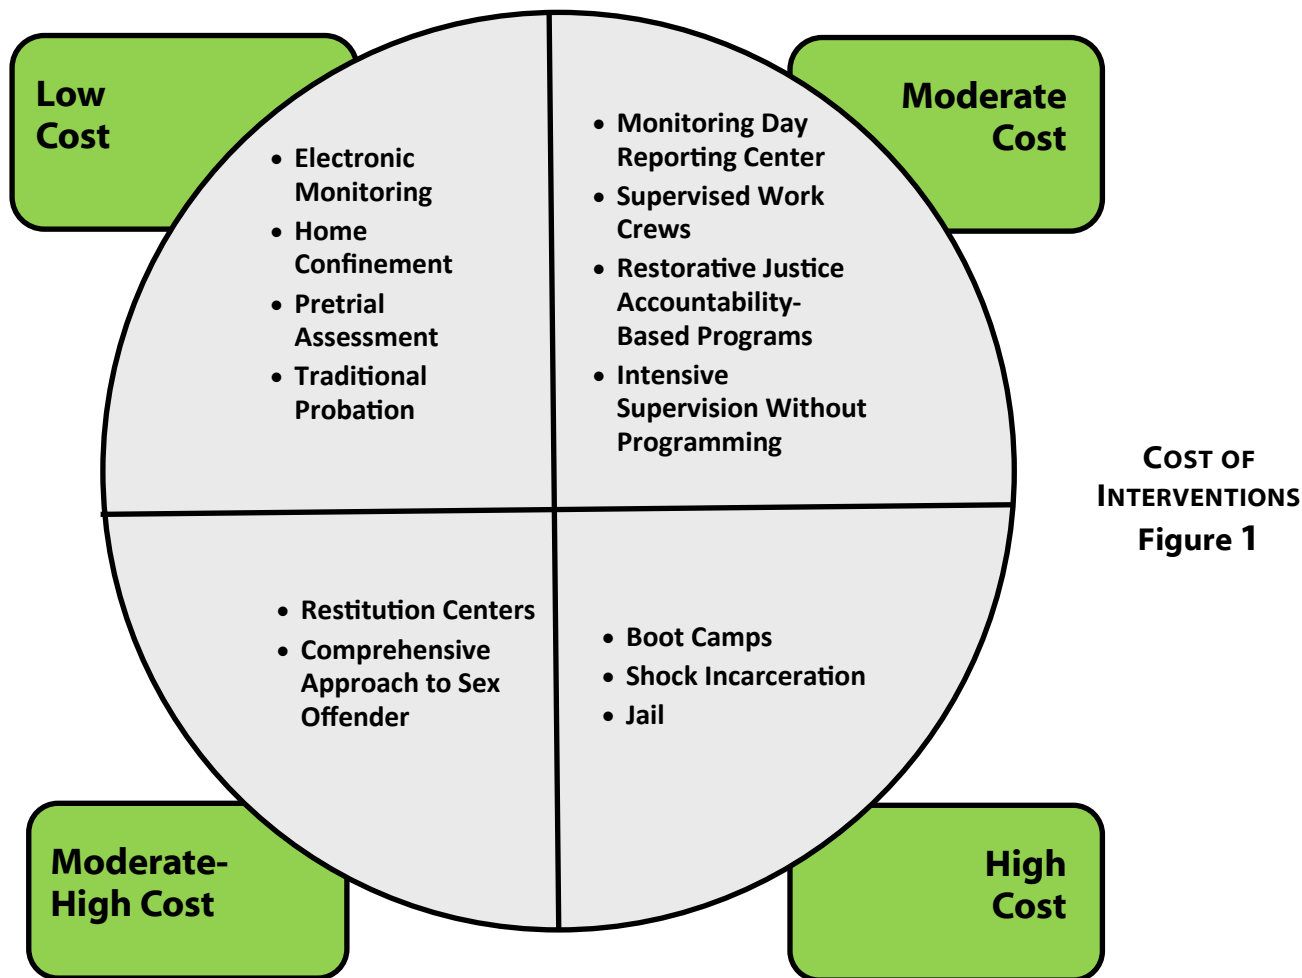 Low
Cost
• Electronic
Monitoring
• Home
Confinement
• Pretrial
Assessment
• Traditional
Probation
Moderate
Cost
• Monitoring Day
Reporting Center
• Supervised Work
Crews
• Restorative Justice
Accountability-
Based Programs
• Intensive
Supervision Without
Programming
COST OF
INTERVENTIONS
Figure 1
Moderate-
High Cost
• Restitution Centers
• Comprehensive
Approach to Sex
Offender
High
Cost
• Boot Camps
• Shock Incarceration
• Jail